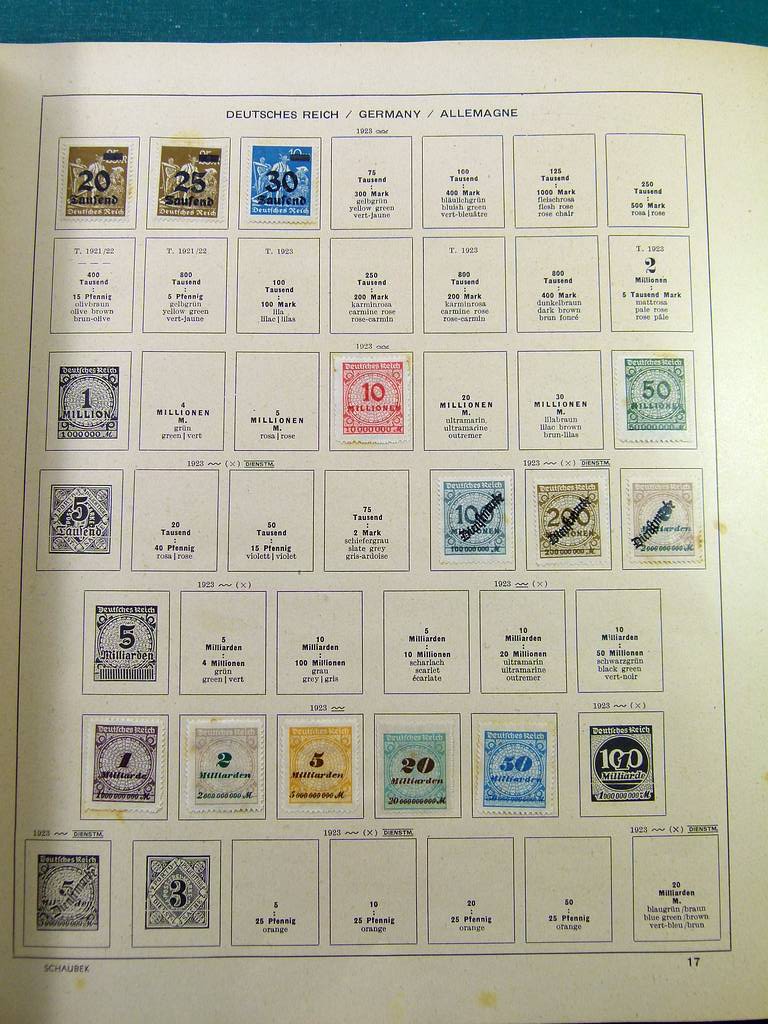 DEUTSCHES REICH / GERMANY / ALLEMAGNE
1923
20
Tausend
Deutsches Reich
25
Tausend
Deutsches Reich
30
Tausend
Deutsches Reich
75
Tausend
:
300 Mark
gelbgrün
yellow green
vert-jaune
100
Tausend
:
400 Mark
bläulichgrün
bluish green
vert-bleuâtre
125
Tausend
:
1000 Mark
fleischrosa
flesh rose
rose chair
250
Tausend
:
500 Mark
rosa | rose
T. 1921/22
400
Tausend
:
15 Pfennig
olivbraun
olive brown
brun-olive
T. 1921/22
800
Tausend
:
5 Pfennig
gelbgrün
yellow green
vert-jaune
T. 1923
100
Tausend
:
100 Mark
lila
lilac | lilas
250
Tausend
:
200 Mark
karminrosa
carmine rose
rose-carmin
T. 1923
800
Tausend
:
200 Mark
karminrosa
carmine rose
rose-carmin
800
Tausend
:
400 Mark
dunkelbraun
dark brown
brun foncé
T. 1923
2
Millionen
:
5 Tausend Mark
mattrosa
pale rose
rose pâle
1923
Deutsches Reich
1
MILLION
1000000 M
4
MILLIONEN
M.
grün
green | vert
5
MILLIONEN
M.
rosa | rose
Deutsches Reich
10
MILLIONEN
10000000 M
20
MILLIONEN
M.
ultramarin
ultramarine
outremer
30
MILLIONEN
M.
lilabraun
lilac brown
brun-lilas
Deutsches Reich
50
MILLIONEN
50000000 M
1923 (X) DIENSTM.
1923 (X) DIENSTM.
5
Tausend
20
Tausend
:
40 Pfennig
rosa | rose
50
Tausend
:
15 Pfennig
violett | violet
75
Tausend
:
2 Mark
schiefergrau
slate grey
gris-ardoise
Deutsches Reich
Dienstmarke
100000000 M
Deutsches Reich
200
Dienstmarke
200000000 M
Deutsches Reich
Milliarden
Dienstmarke
2000000000 M
1923 (X)
1923 (X)
Deutsches Reich
5
Milliarden
5
Milliarden
:
4 Millionen
grün
green | vert
10
Milliarden
:
100 Millionen
grau
grey | gris
5
Milliarden
:
10 Millionen
scharlach
scarlet
écarlate
10
Milliarden
:
20 Millionen
ultramarin
ultramarine
outremer
10
Milliarden
:
50 Millionen
schwarzgrün
black green
vert-noir
1923
1923 (X)
Deutsches Reich
1
Milliarde
1000000000 M
Deutsches Reich
2
Milliarden
2000000000 M
Deutsches Reich
5
Milliarden
5000000000 M
Deutsches Reich
20
Milliarden
20000000000 M
Deutsches Reich
50
Milliarden
Deutsches Reich
100
Milliarde
1000000000 M
1923 DIENSTM.
1923 (X) DIENSTM.
1923 (X) DIENSTM.
Deutsches Reich
5
Dienstmarke
3
5
:
25 Pfennig
orange
10
:
25 Pfennig
orange
20
:
25 Pfennig
orange
50
:
25 Pfennig
orange
20
Milliarden
M.
blaugrün/braun
blue green/brown
vert-bleu/brun
SCHAUBEK
17